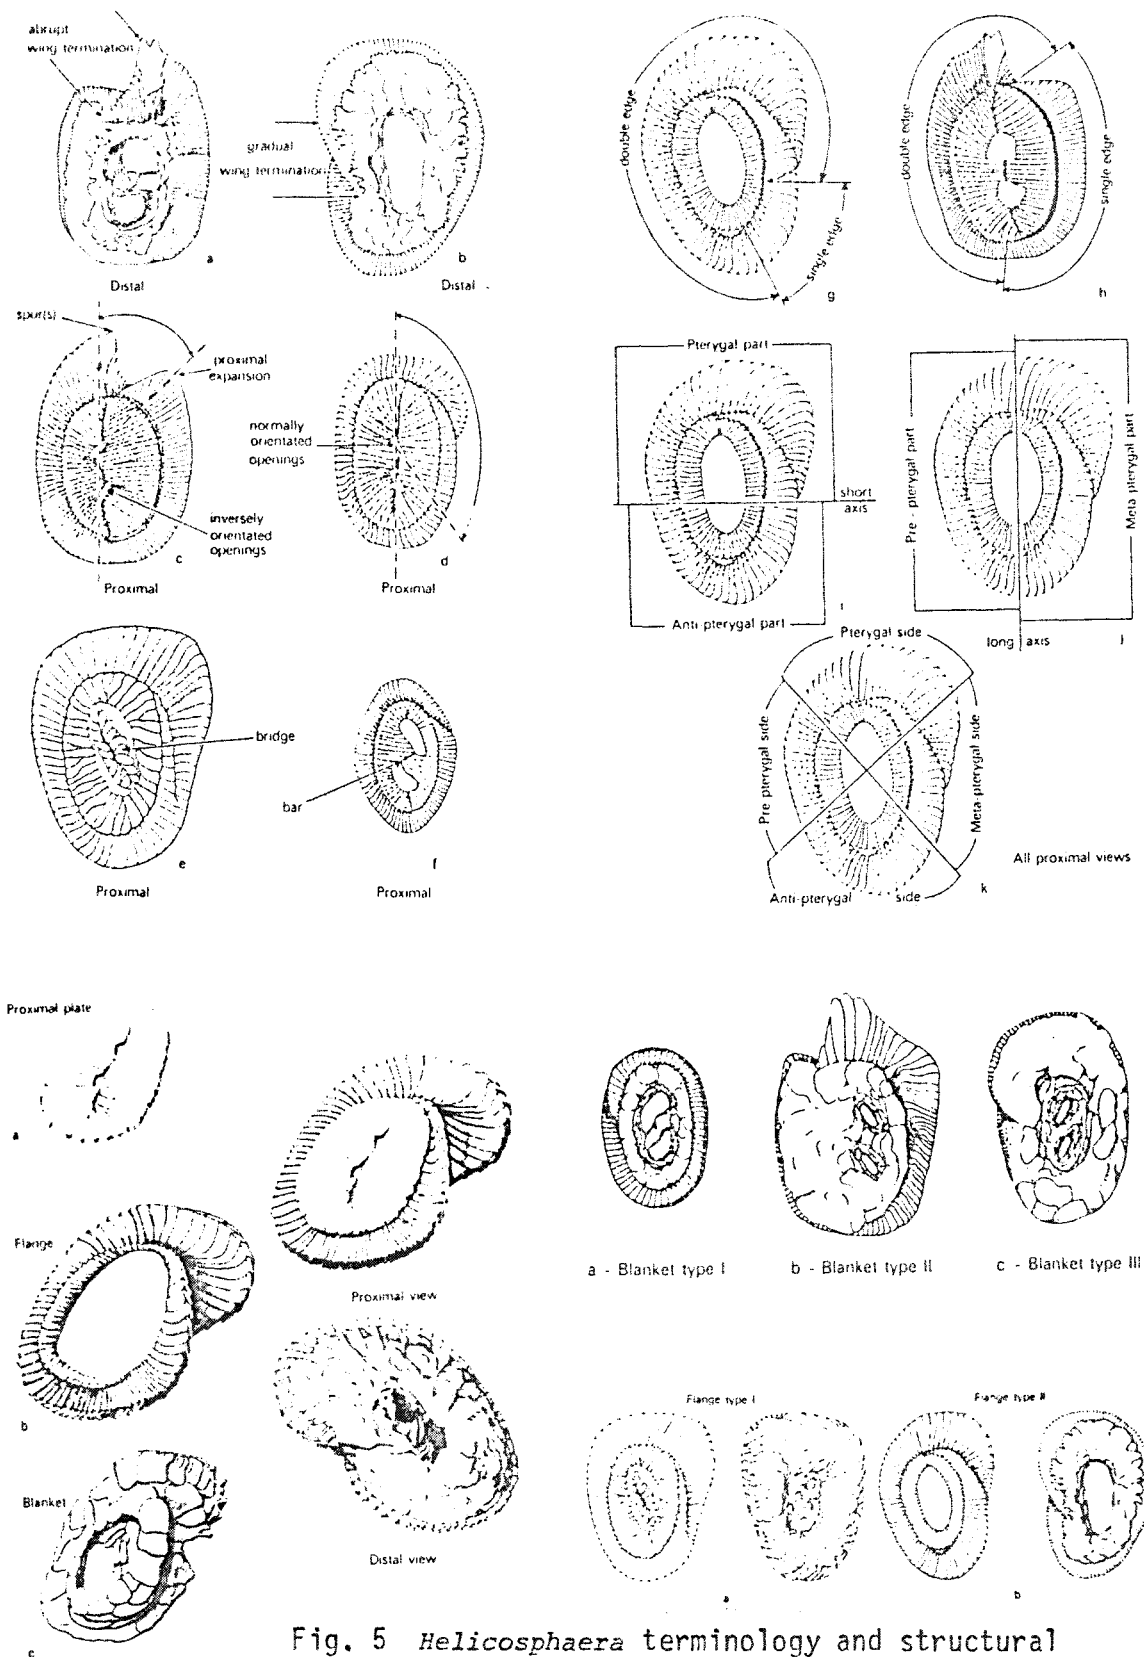 abrupt
wing termination
a
Distal
gradual
wing termination
b
Distal
double edge
single edge
g
double edge
single edge
h
spur(s)
proximal
expansion
inversely
orientated
openings
c
Proximal
normally
orientated
openings
d
Proximal
Pterygal part
short
axis
Anti-pterygal part
i
Pre - pterygal part
Meta pterygal part
long axis
j
bridge
e
Proximal
bar
f
Proximal
Pterygal side
Pre pterygal side
Meta-pterygal side
Anti-pterygal side
k
All proximal views
Proximal plate
a
Flange
b
Blanket
c
Proximal view
Distal view
a - Blanket type I
b - Blanket type II
c - Blanket type III
Flange type I
Flange type II
a
b
Fig. 5 Helicosphaera terminology and structural